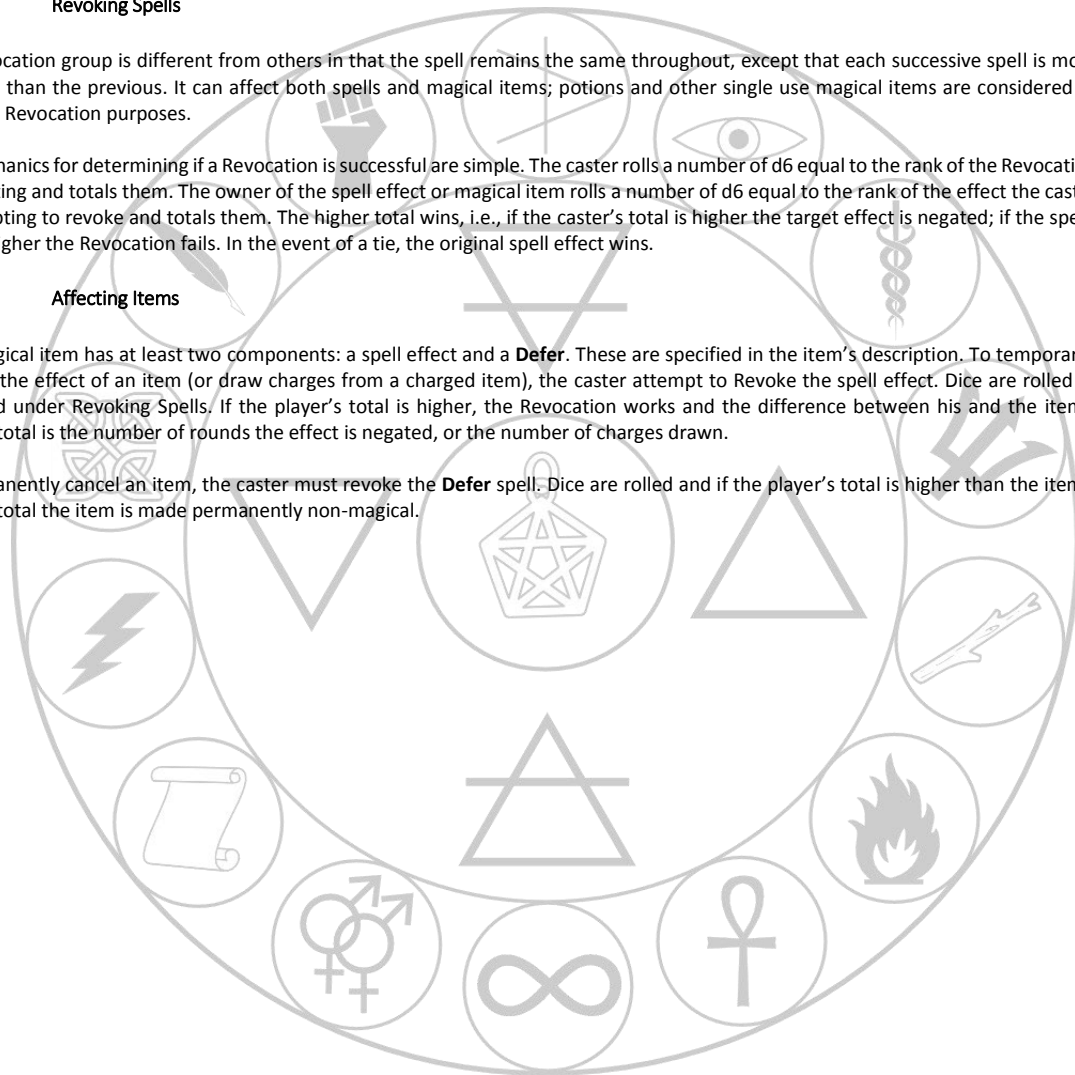 Revoking Spells
ocation group is different from others in that the spell remains the same throughout, except that each successive spell is mo
than the previous. It can affect both spells and magical items; potions and other single use magical items are considered
Revocation purposes.
hanics for determining if a Revocation is successful are simple. The caster rolls a number of d6 equal to the rank of the Revocati
ting and totals them. The owner of the spell effect or magical item rolls a number of d6 equal to the rank of the effect the cast
pting to revoke and totals them. The higher total wins, i.e., if the caster’s total is higher the target effect is negated; if the spe
gher the Revocation fails. In the event of a tie, the original spell effect wins.
Affecting Items
gical item has at least two components: a spell effect and a Defer. These are specified in the item’s description. To temporar
the effect of an item (or draw charges from a charged item), the caster attempt to Revoke the spell effect. Dice are rolled
d under Revoking Spells. If the player’s total is higher, the Revocation works and the difference between his and the item
total is the number of rounds the effect is negated, or the number of charges drawn.
anently cancel an item, the caster must revoke the Defer spell. Dice are rolled and if the player’s total is higher than the item
total the item is made permanently non-magical.